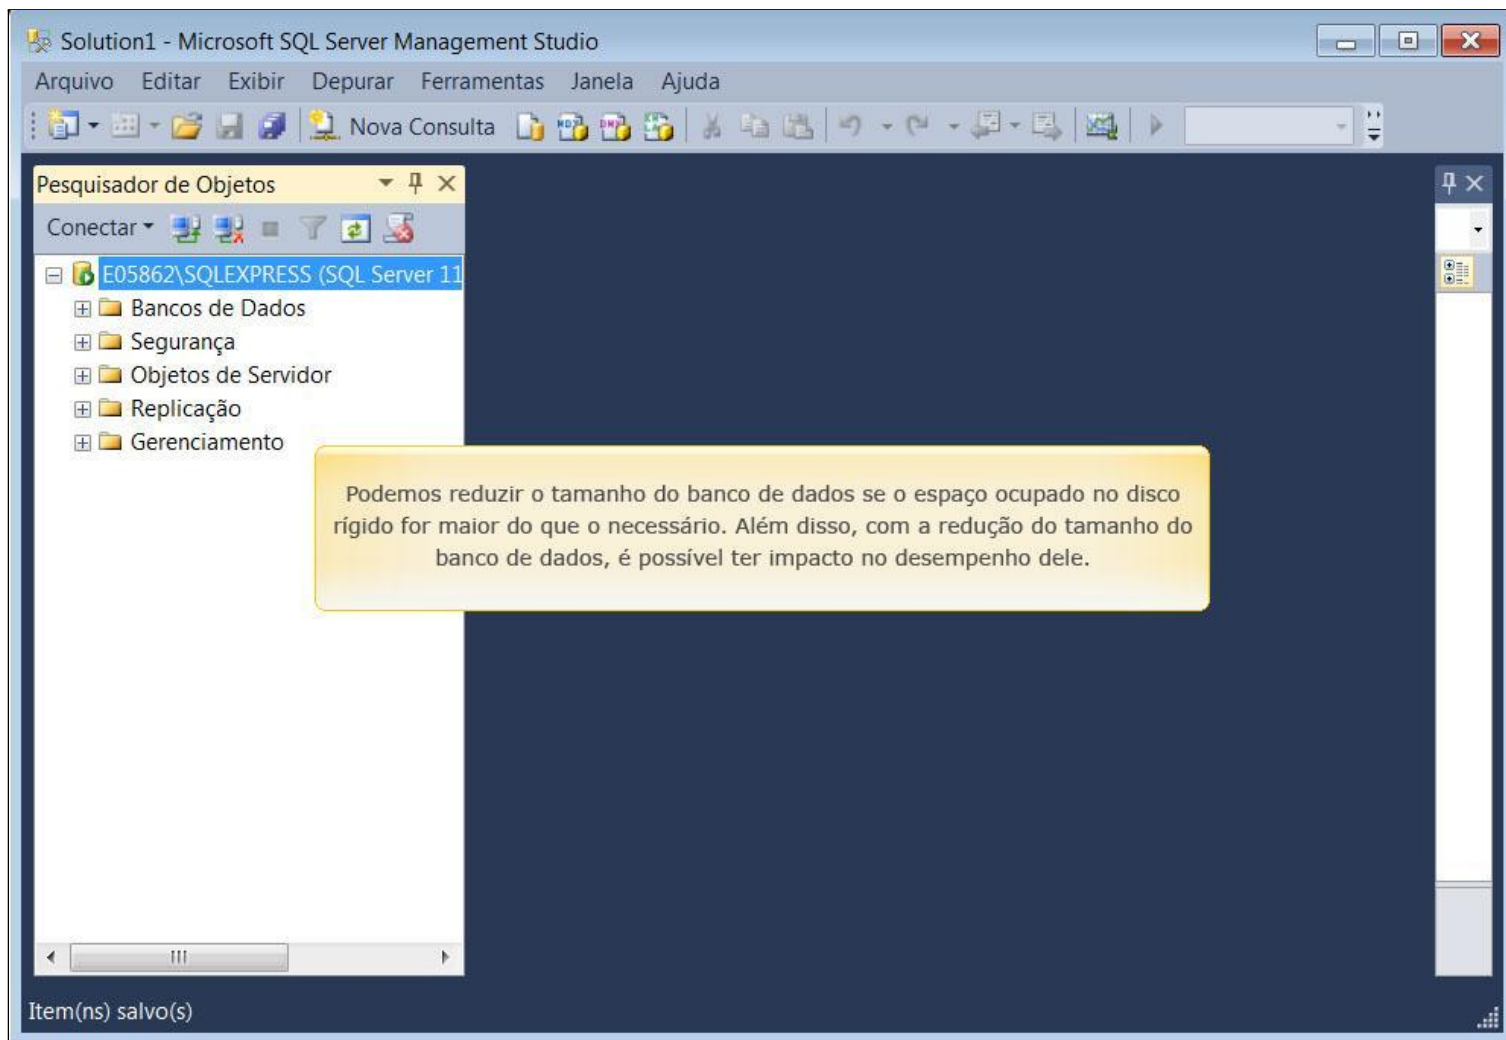 Solution1 - Microsoft SQL Server Management Studio
Arquivo Editar Exibir Depurar Ferramentas Janela Ajuda
Nova Consulta
Pesquisador de Objetos
Conectar
E05862\SQLEXPRESS (SQL Server 11
Bancos de Dados
Segurança
Objetos de Servidor
Replicação
Gerenciamento
Podemos reduzir o tamanho do banco de dados se o espaço ocupado no disco
rígido for maior do que o necessário. Além disso, com a redução do tamanho do
banco de dados, é possível ter impacto no desempenho dele.
Item(ns) salvo(s)